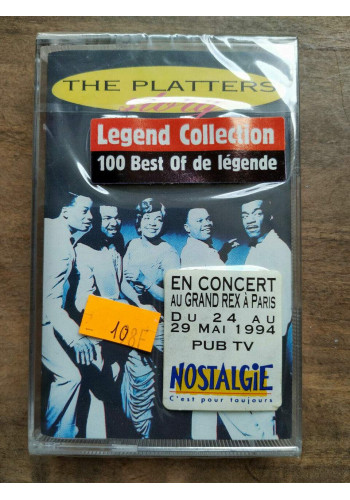 THE PLATTERS
Legend Collection
100 Best Of de légende
EN CONCERT
AU GRAND REX À PARIS
DU 24 AU
29 MAI 1994
PUB TV
NOSTALGIE
C'est pour toujours
108F